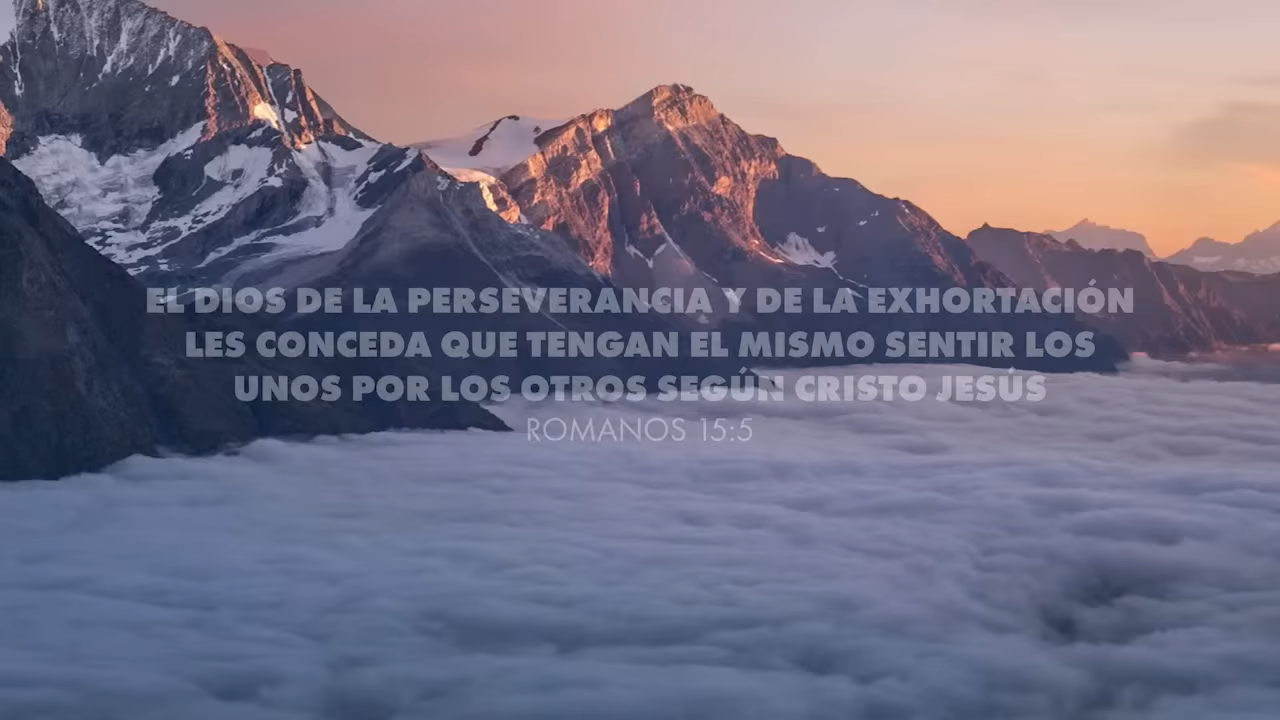 EL DIOS DE LA PERSEVERANCIA Y DE LA EXHORTACIÓN
LES CONCEDA QUE TENGAN EL MISMO SENTIR LOS
UNOS POR LOS OTROS SEGÚN CRISTO JESÚS
ROMANOS 15:5